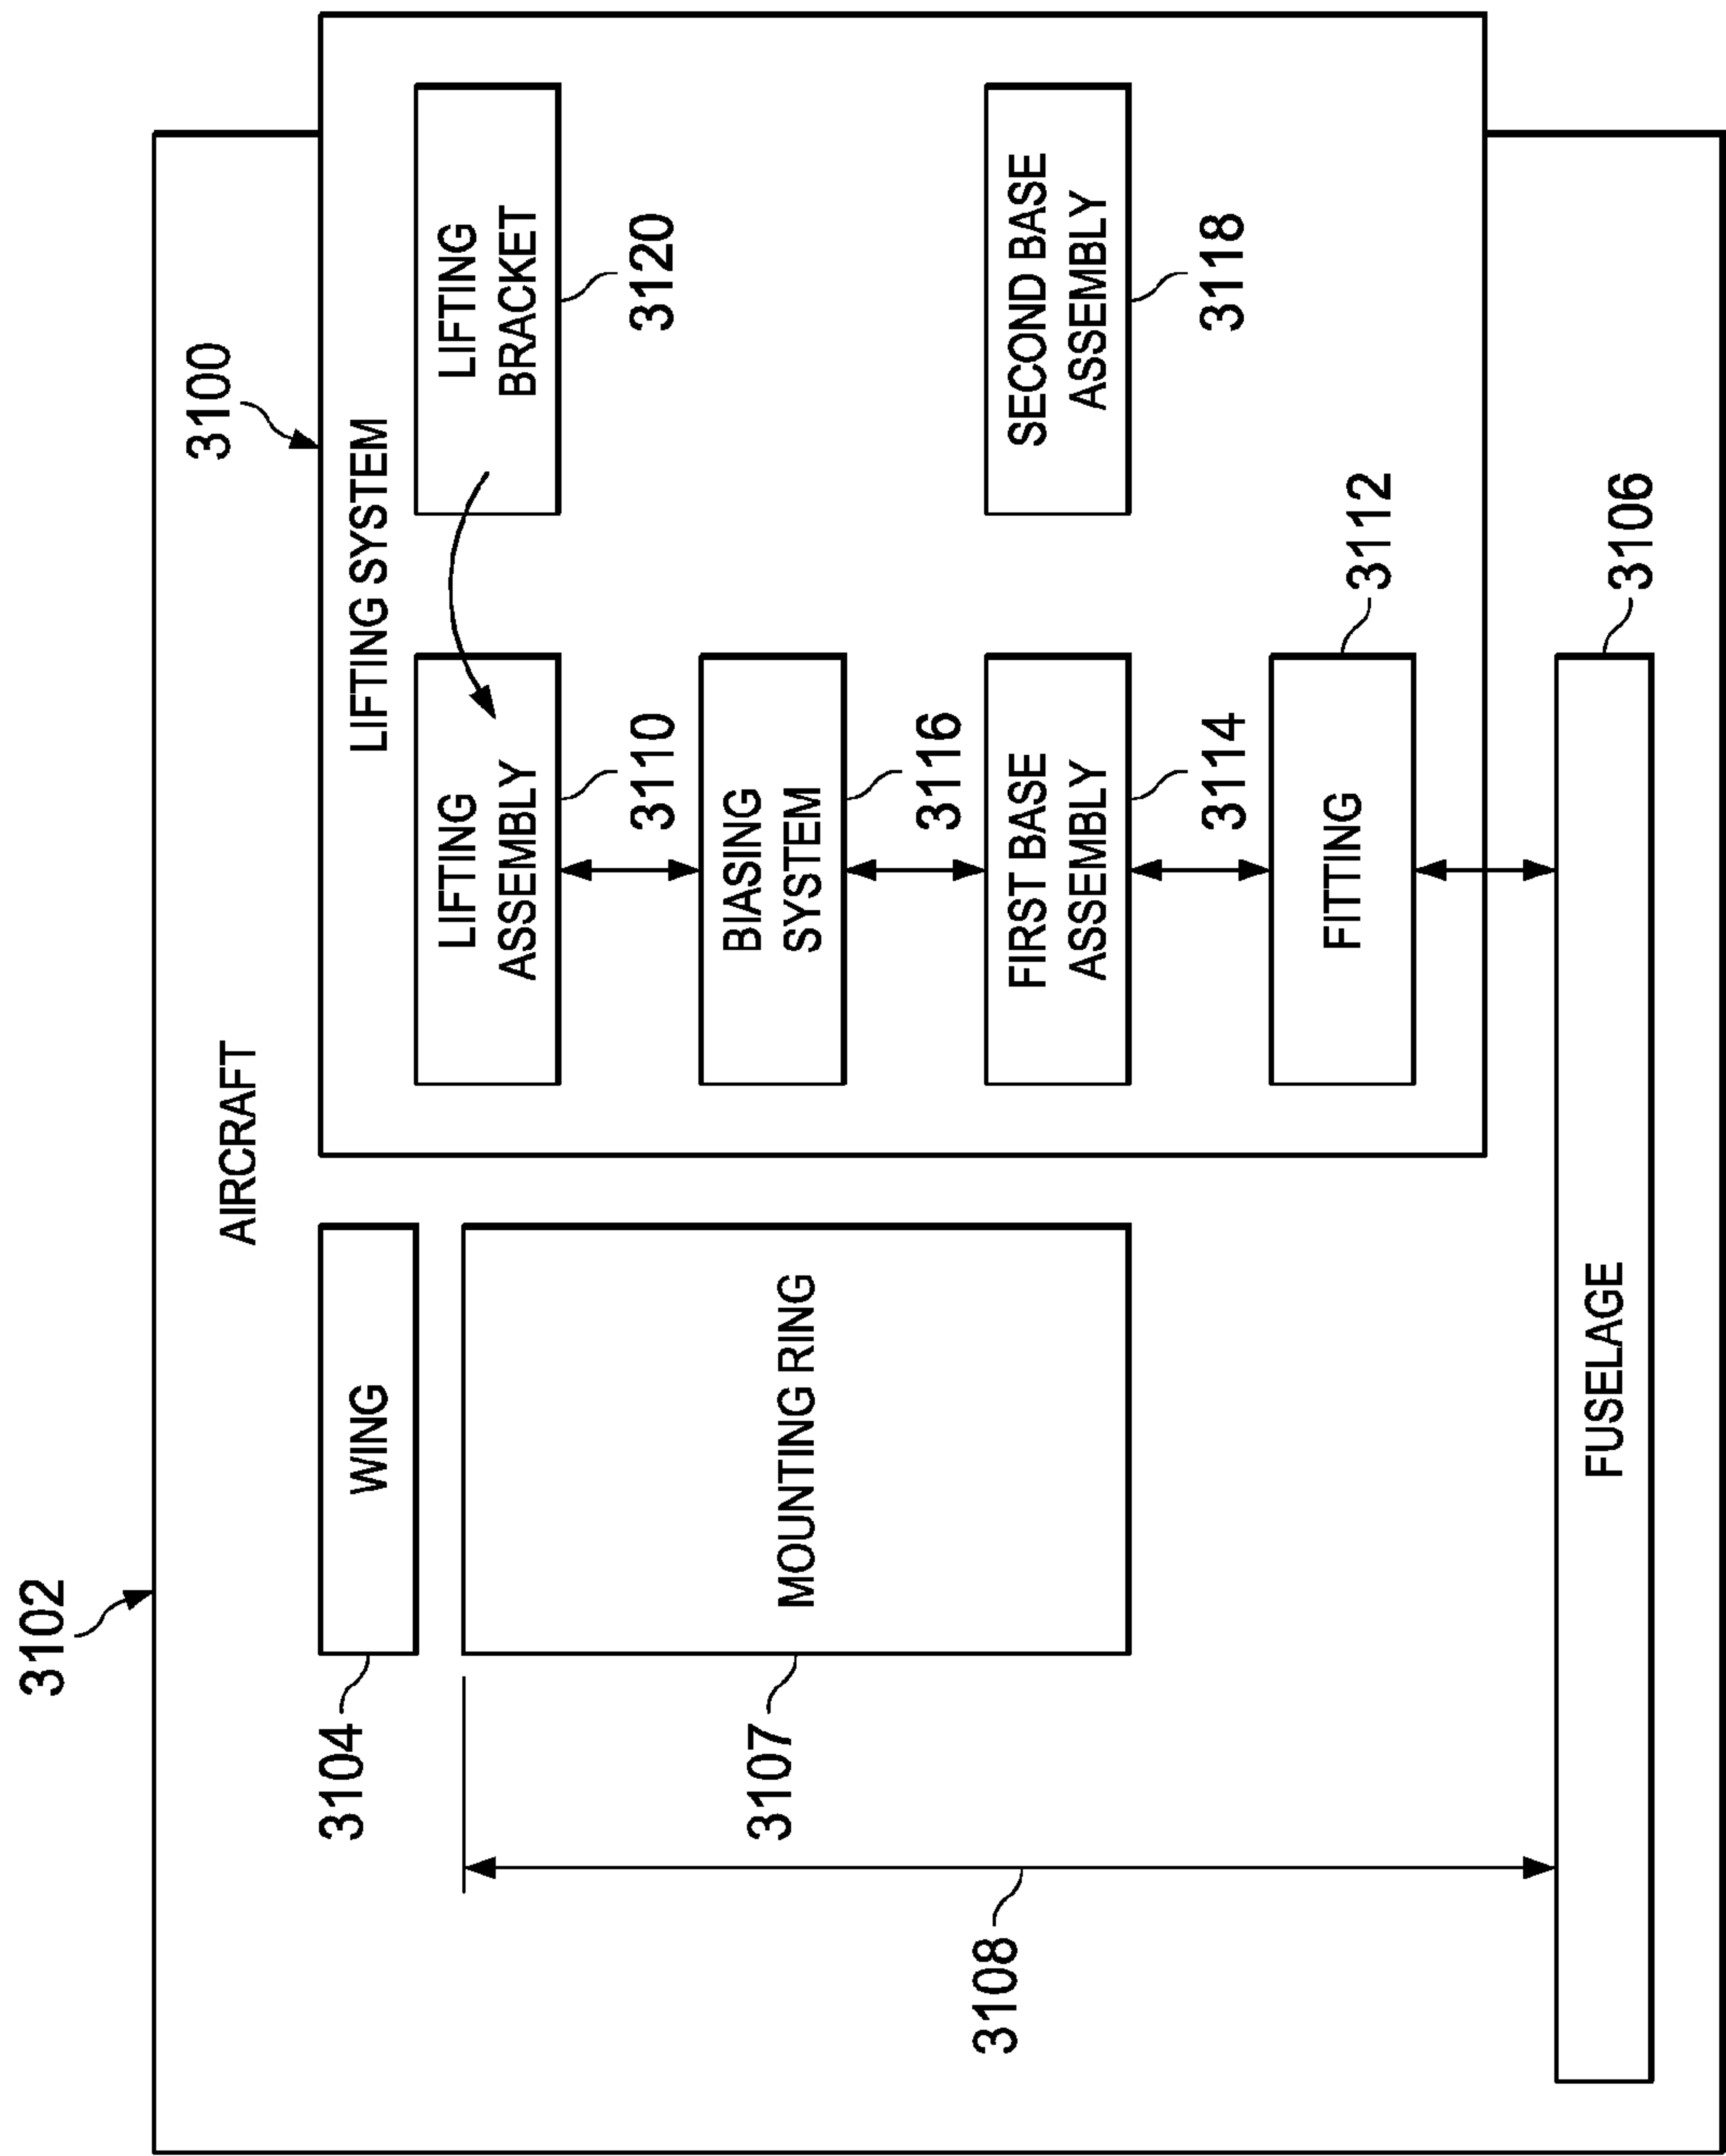 3102
AIRCRAFT
3100
LIFTING SYSTEM
3104
WING
LIFTING
ASSEMBLY
3110
LIFTING
BRACKET
3120
3107
MOUNTING RING
BIASING
SYSTEM
3116
3108
FIRST BASE
ASSEMBLY
3114
SECOND BASE
ASSEMBLY
3118
FITTING
3112
FUSELAGE
3106